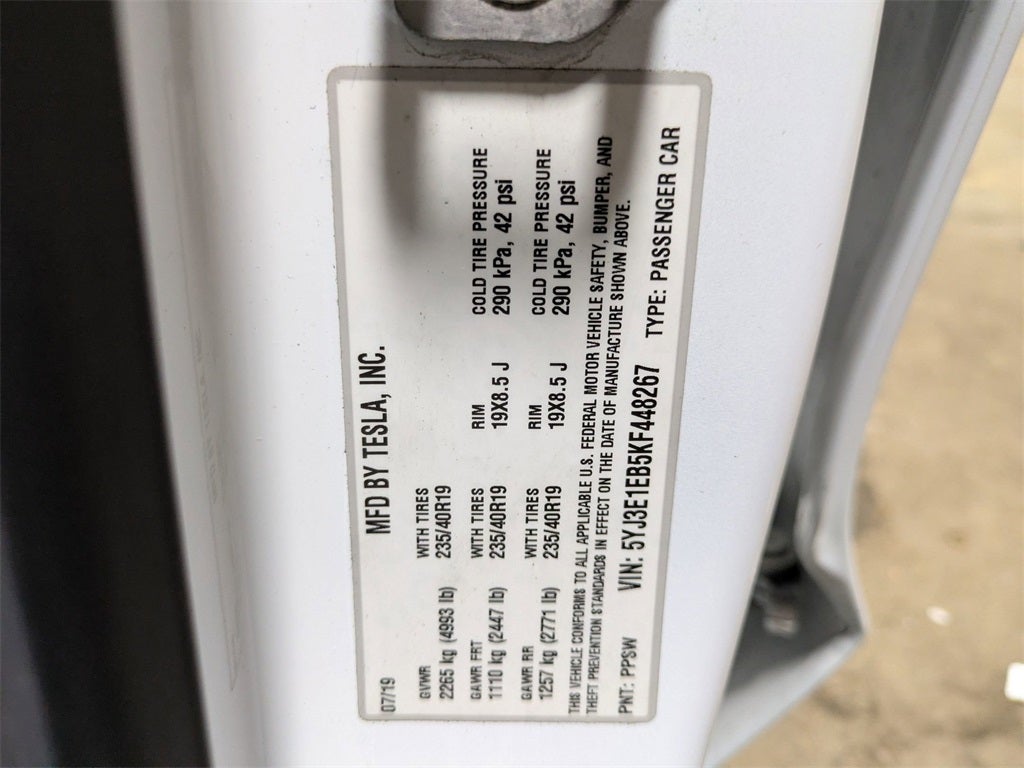 MFD BY TESLA, INC.
07/19
GVWR WITH TIRES
2265 kg (4993 lb) 235/40R19
GAWR FRT WITH TIRES RIM COLD TIRE PRESSURE
1110 kg (2447 lb) 235/40R19 19X8.5 J 290 kPa, 42 psi
GAWR RR WITH TIRES RIM COLD TIRE PRESSURE
1257 kg (2771 lb) 235/40R19 19X8.5 J 290 kPa, 42 psi
THIS VEHICLE CONFORMS TO ALL APPLICABLE U.S. FEDERAL MOTOR VEHICLE SAFETY, BUMPER, AND
THEFT PREVENTION STANDARDS IN EFFECT ON THE DATE OF MANUFACTURE SHOWN ABOVE.
PNT: PPSW VIN: 5YJ3E1EB5KF448267 TYPE: PASSENGER CAR